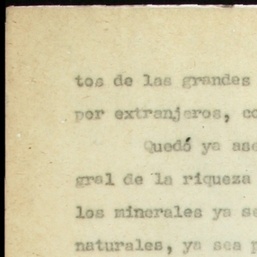 tos de las grandes
por extranjeros, co
Quedó ya ase
gral de la riqueza
los minerales ya se
naturales, ya sea p